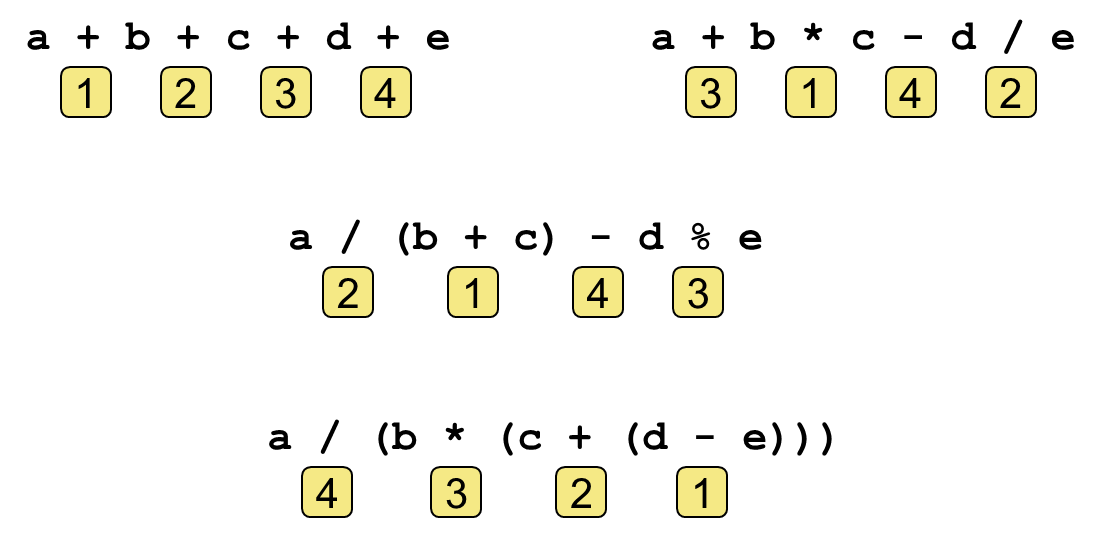 a + b + c + d + e
1 2 3 4
a + b * c - d / e
3 1 4 2
a / (b + c) - d % e
2 1 4 3
a / (b * (c + (d - e)))
4 3 2 1